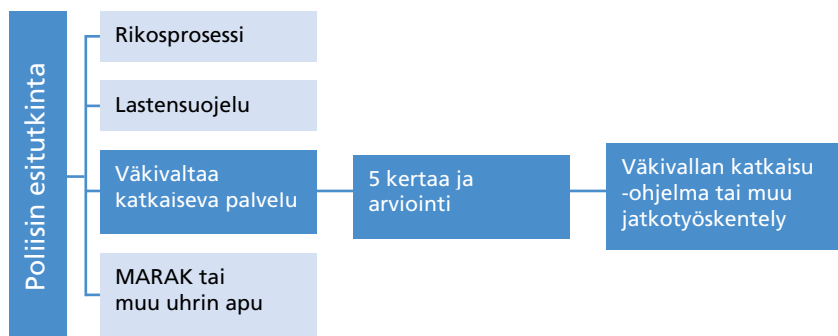 Poliisin esitutkinta
Rikosprosessi
Lastensuojelu
Väkivaltaa
katkaiseva palvelu
5 kertaa ja
arviointi
Väkivallan katkaisu
-ohjelma tai muu
jatkotyöskentely
MARAK tai
muu uhrin apu